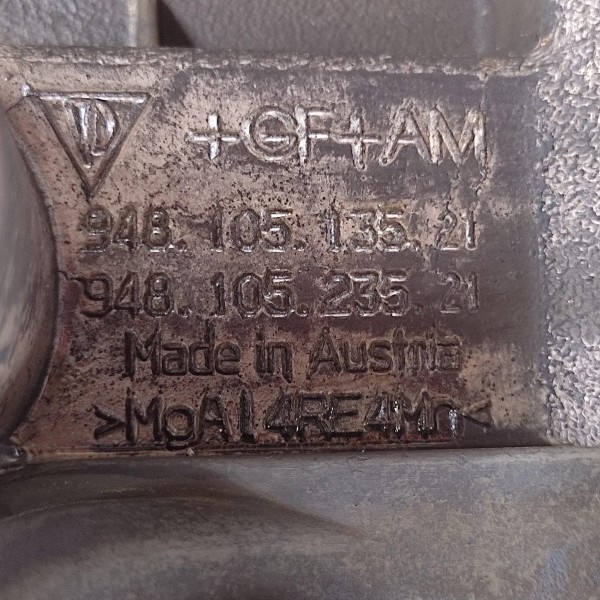 +GF+AM
948.105.135.21
948.105.235.21
Made in Austria
>MgAl4RE4Mn<